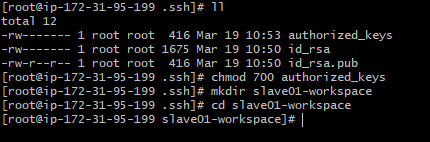 [root@ip-172-31-95-199 .ssh]# ll
total 12
-rw------- 1 root root  416 Mar 19 10:53 authorized_keys
-rw------- 1 root root 1675 Mar 19 10:50 id_rsa
-rw-r--r-- 1 root root  416 Mar 19 10:50 id_rsa.pub
[root@ip-172-31-95-199 .ssh]# chmod 700 authorized_keys
[root@ip-172-31-95-199 .ssh]# mkdir slave01-workspace
[root@ip-172-31-95-199 .ssh]# cd slave01-workspace
[root@ip-172-31-95-199 slave01-workspace]#